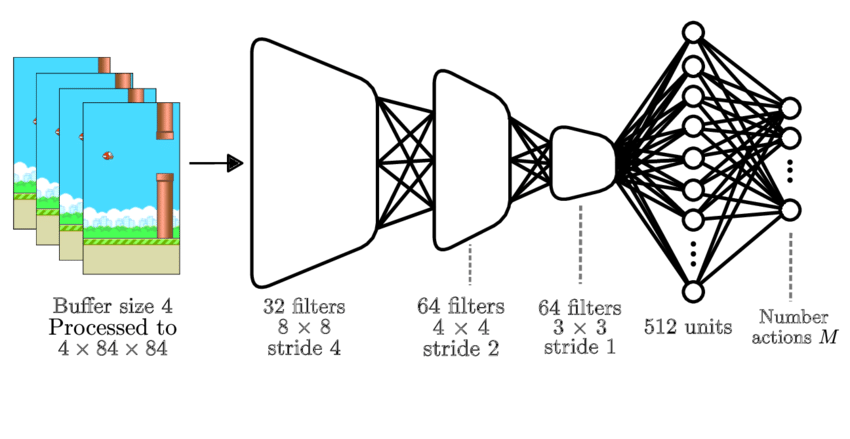 Buffer size 4
Processed to
4 × 84 × 84
32 filters
8 × 8
stride 4
64 filters
4 × 4
stride 2
64 filters
3 × 3
stride 1
512 units
Number
actions M